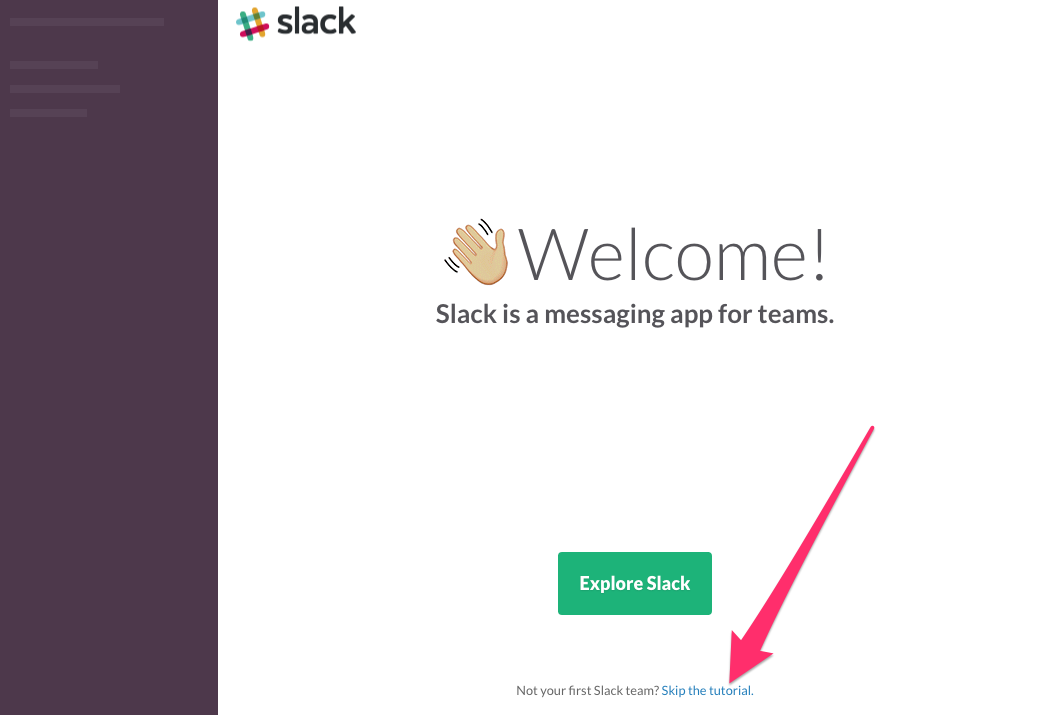 slack
Welcome!
Slack is a messaging app for teams.
Explore Slack
Not your first Slack team? Skip the tutorial.